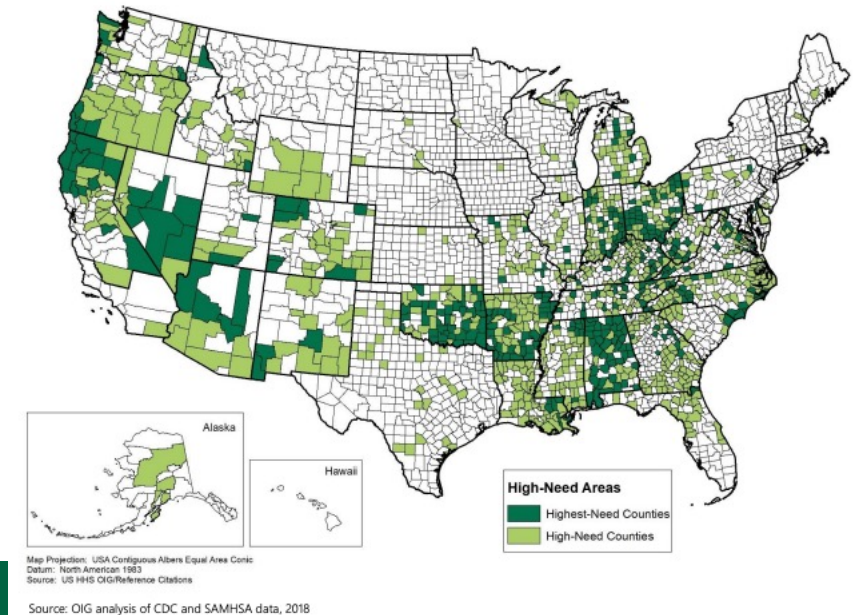 Alaska
Hawaii
High-Need Areas
Highest-Need Counties
High-Need Counties
Map Projection: USA Contiguous Albers Equal Area Conic
Datum: North American 1983
Source: US HHS OIG/Reference Citations
Source: OIG analysis of CDC and SAMHSA data, 2018